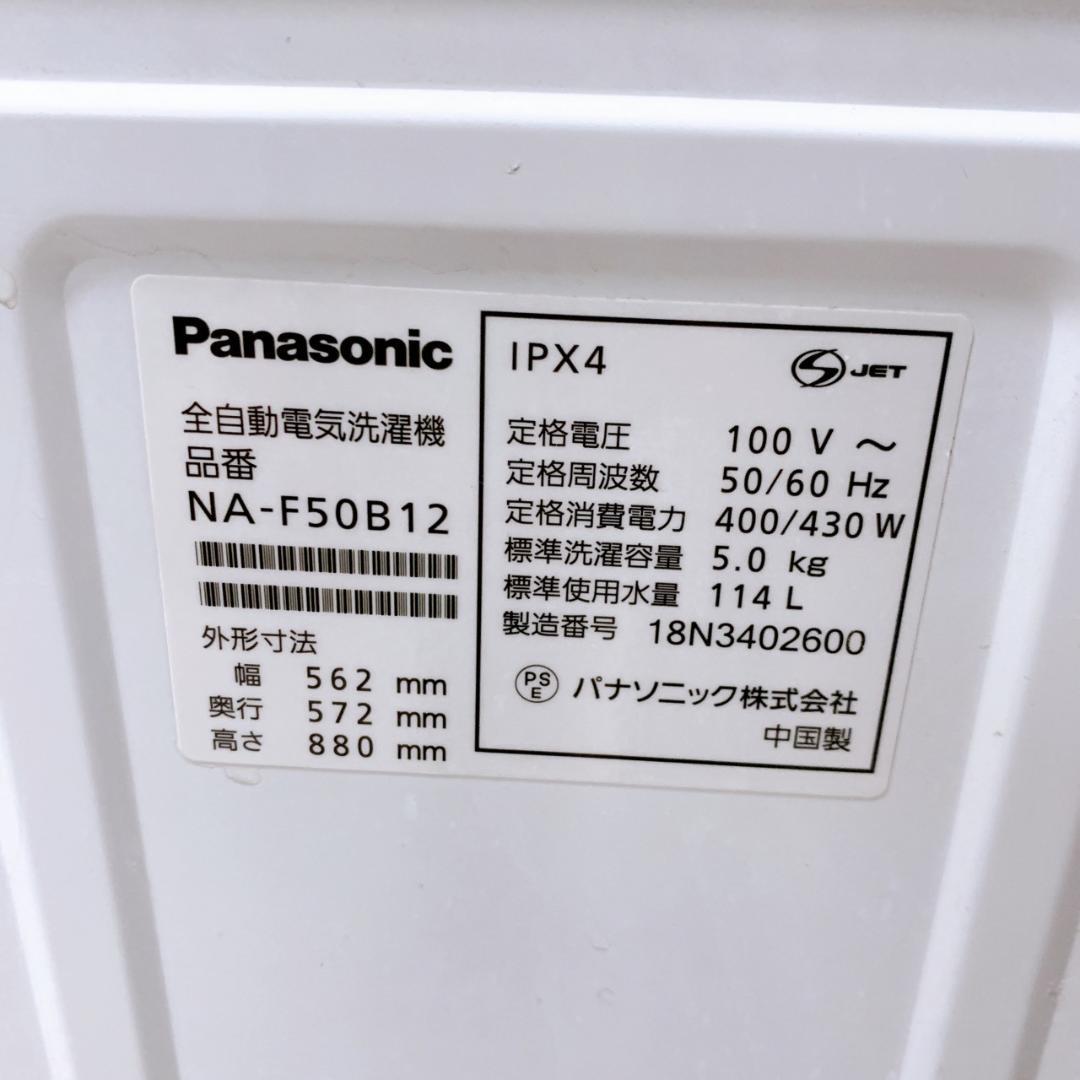 Panasonic
全自動電気洗濯機
品番
NA-F50B12
外形寸法
幅 562 mm
奥行 572 mm
高さ 880 mm
IPX4
S JET
定格電圧 100 V ～
定格周波数 50/60 Hz
定格消費電力 400/430 W
標準洗濯容量 5.0 kg
標準使用水量 114 L
製造番号 18N3402600
PS
E
パナソニック株式会社
中国製